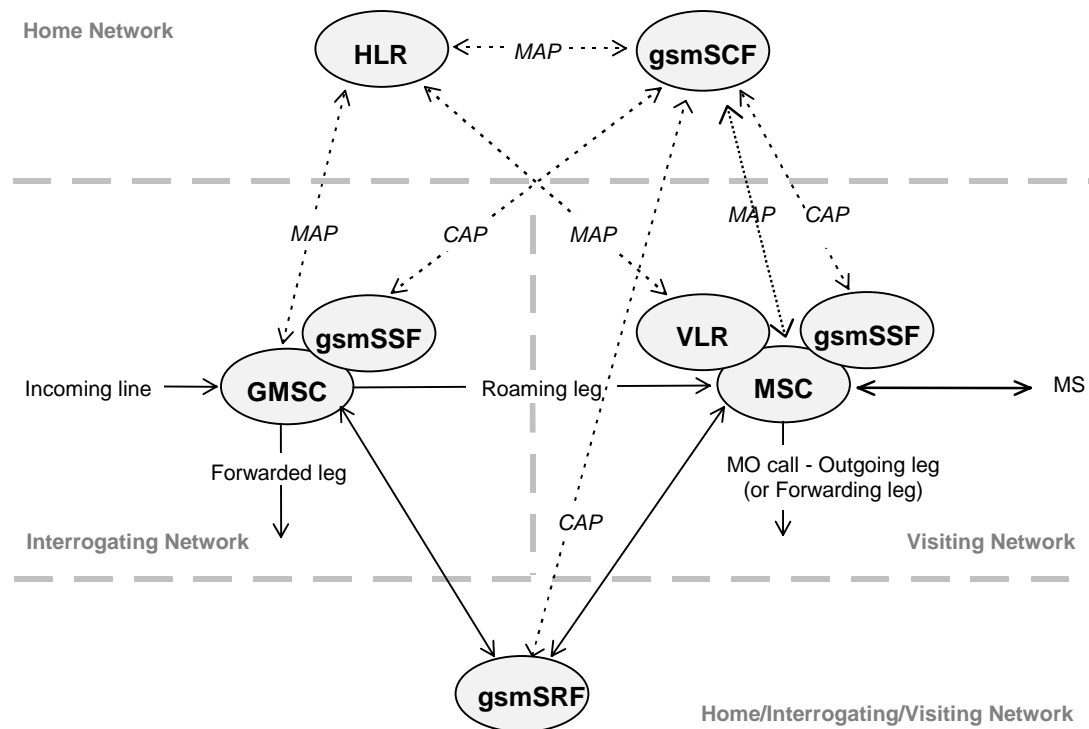 Home Network
HLR
MAP
gsmSCF
MAP
CAP
MAP
MAP
CAP
gsmSSF
VLR
gsmSSF
Incoming line
GMSC
Roaming leg
MSC
MS
Forwarded leg
MO call - Outgoing leg
(or Forwarding leg)
CAP
Interrogating Network
Visiting Network
gsmSRF
Home/Interrogating/Visiting Network